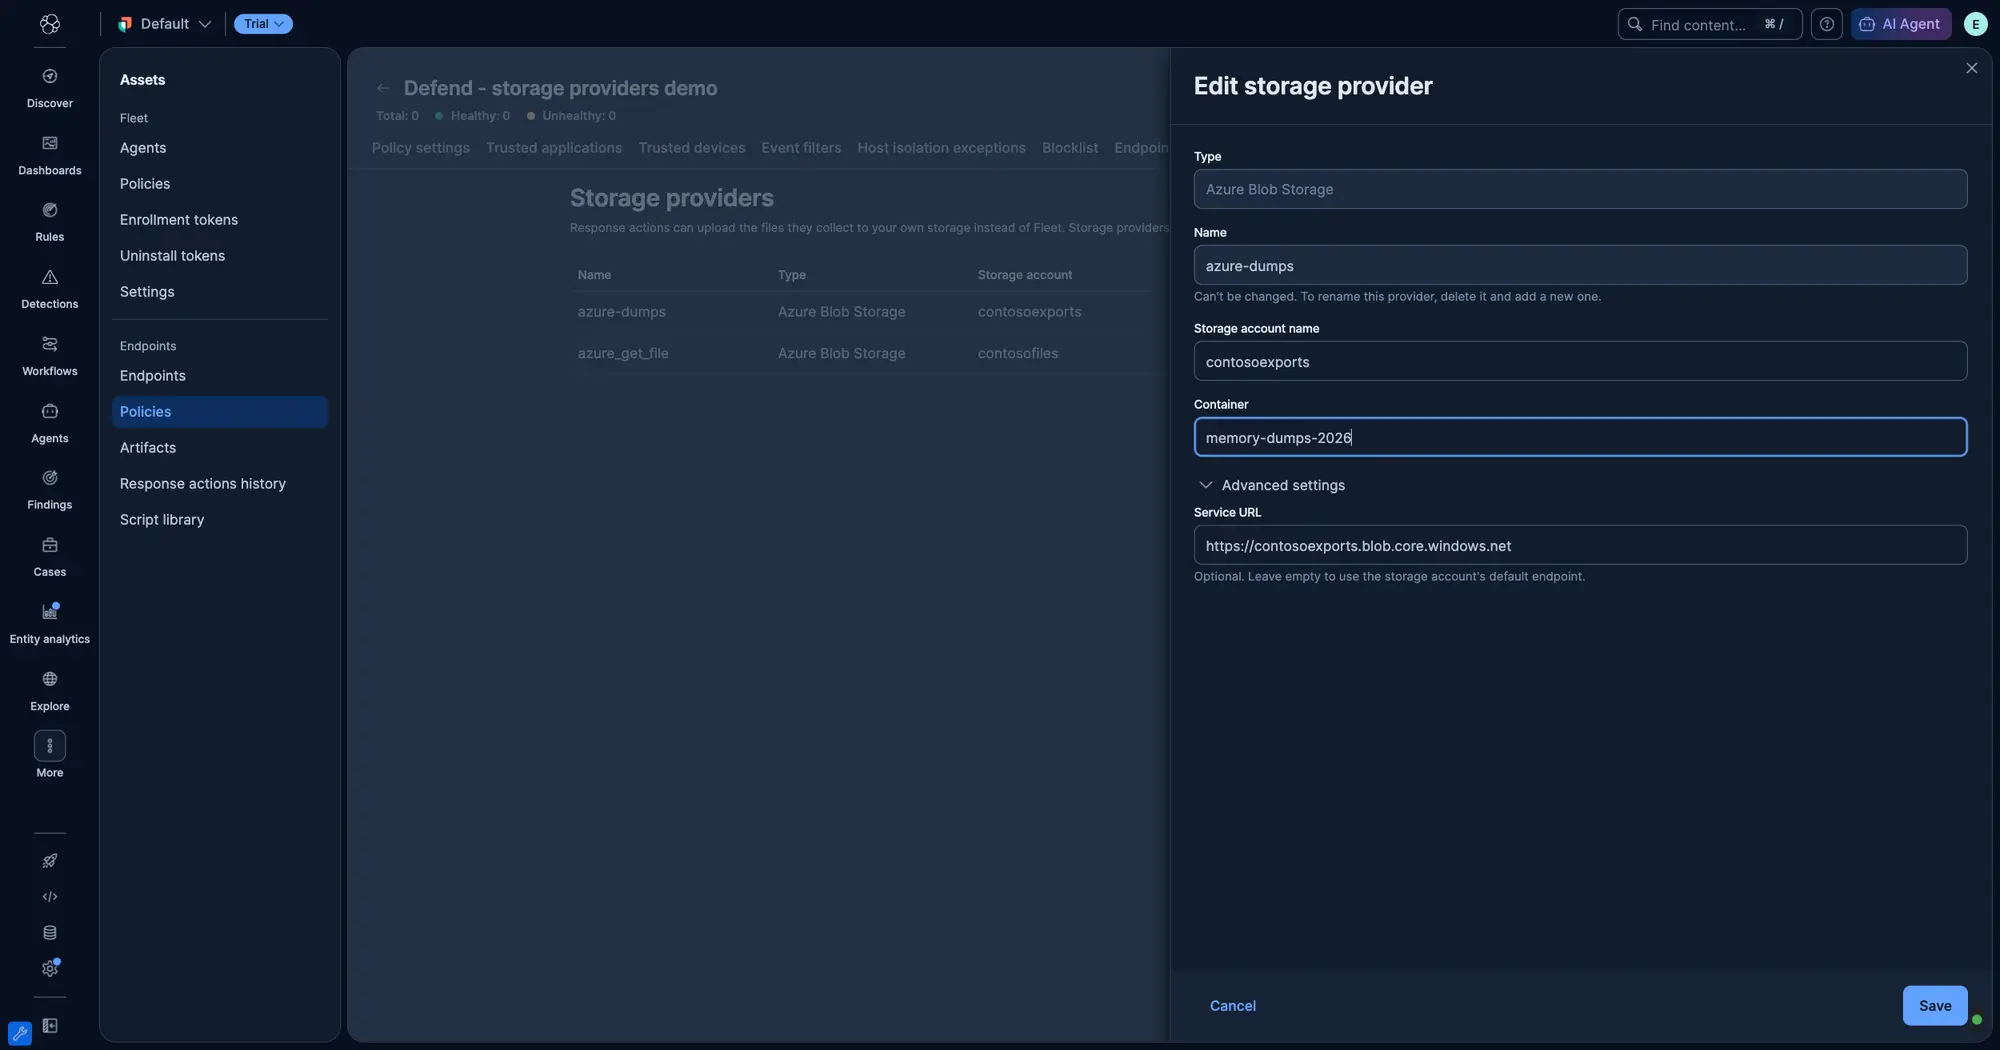 Default
Trial
Find content...
⌘ /
AI Agent
E
Discover
Dashboards
Rules
Detections
Workflows
Agents
Findings
Cases
Entity analytics
Explore
More
Assets
Fleet
Agents
Policies
Enrollment tokens
Uninstall tokens
Settings
Endpoints
Endpoints
Policies
Artifacts
Response actions history
Script library
← Defend - storage providers demo
Total: 0 Healthy: 0 Unhealthy: 0
Policy settings Trusted applications Trusted devices Event filters Host isolation exceptions Blocklist Endpoin
Storage providers
Response actions can upload the files they collect to your own storage instead of Fleet. Storage providers
Name Type Storage account
azure-dumps Azure Blob Storage contosoexports
azure_get_file Azure Blob Storage contosofiles
Edit storage provider
Type
Azure Blob Storage
Name
azure-dumps
Can't be changed. To rename this provider, delete it and add a new one.
Storage account name
contosoexports
Container
memory-dumps-2026
Advanced settings
Service URL
https://contosoexports.blob.core.windows.net
Optional. Leave empty to use the storage account's default endpoint.
Cancel
Save